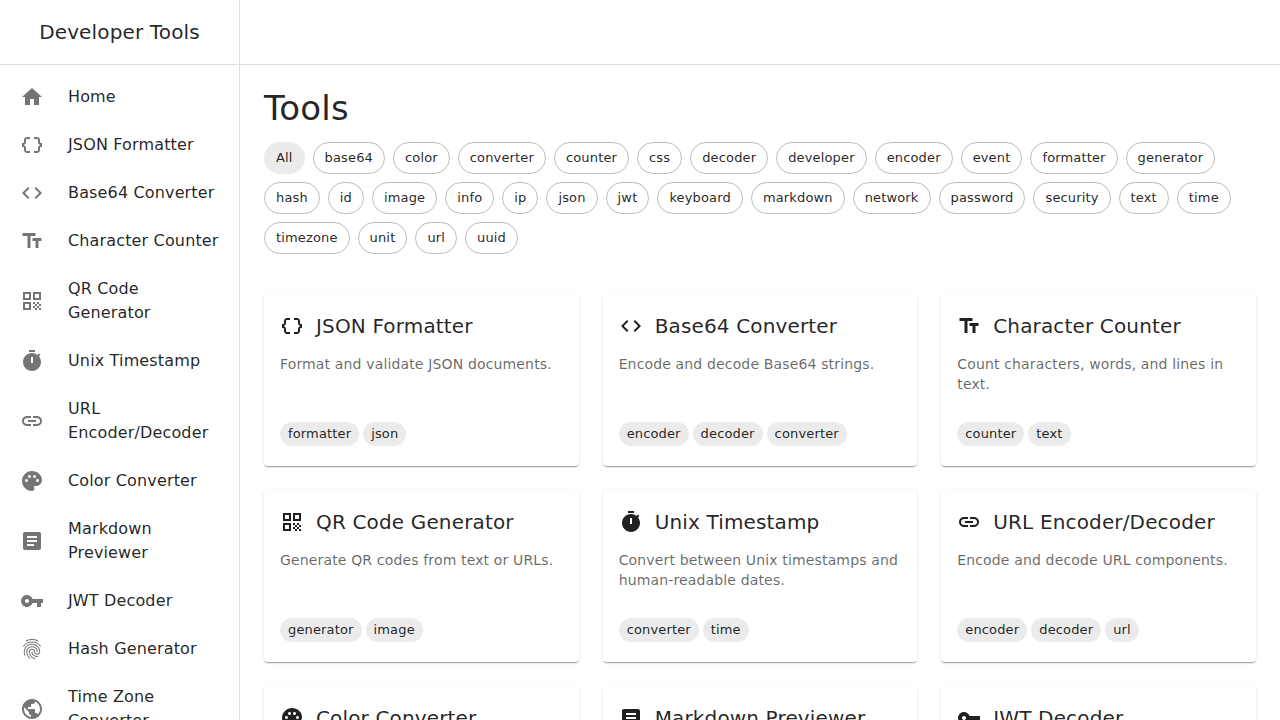 Developer Tools
Home
JSON Formatter
Base64 Converter
Character Counter
QR Code
Generator
Unix Timestamp
URL
Encoder/Decoder
Color Converter
Markdown
Previewer
JWT Decoder
Hash Generator
Time Zone
Converter
Tools
All base64 color converter counter css decoder developer encoder event formatter generator
hash id image info ip json jwt keyboard markdown network password security text time
timezone unit url uuid
JSON Formatter
Format and validate JSON documents.
formatter json
Base64 Converter
Encode and decode Base64 strings.
encoder decoder converter
Character Counter
Count characters, words, and lines in
text.
counter text
QR Code Generator
Generate QR codes from text or URLs.
generator image
Unix Timestamp
Convert between Unix timestamps and
human-readable dates.
converter time
URL Encoder/Decoder
Encode and decode URL components.
encoder decoder url
Color Converter
Markdown Previewer
JWT Decoder